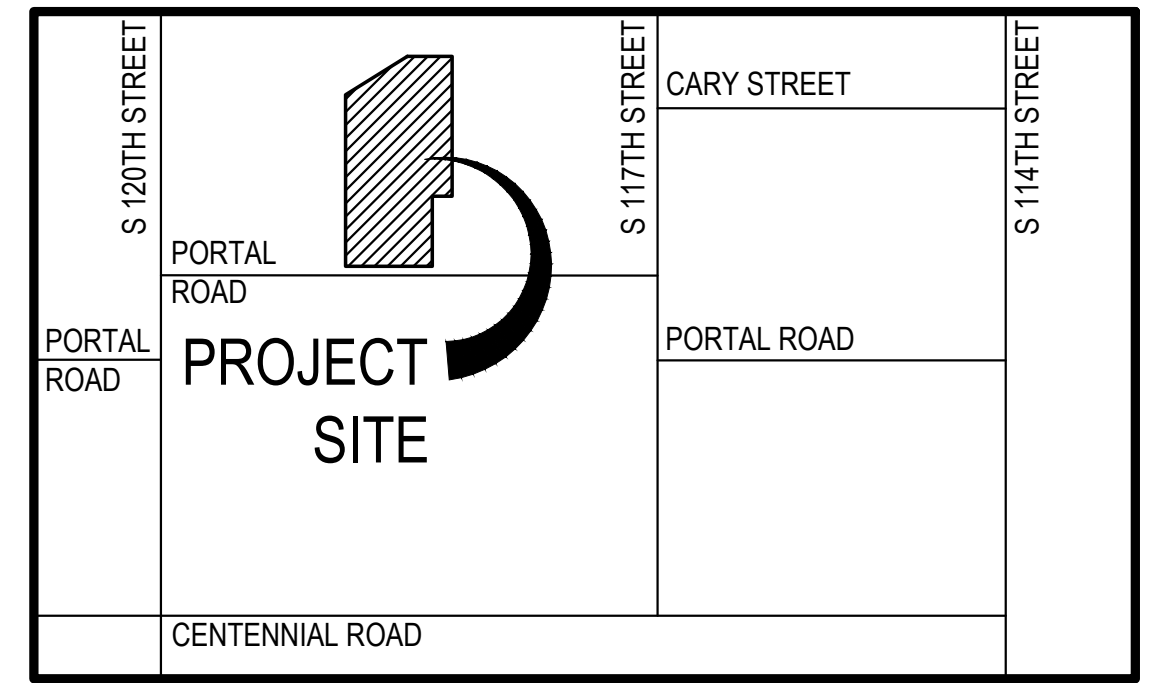 S 120TH STREET
S 117TH STREET
CARY STREET
S 114TH STREET
PORTAL
ROAD
PORTAL
ROAD
PORTAL ROAD
PROJECT
SITE
CENTENNIAL ROAD